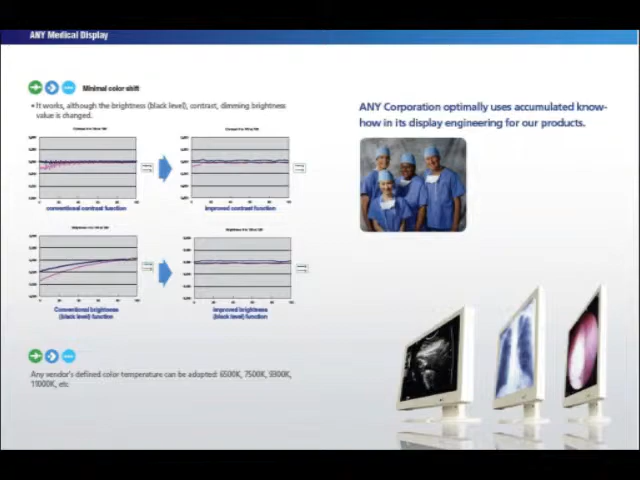 ANY Medical Display
Minimal color shift
• It works, although the brightness (black level), contrast, dimming brightness
value is changed.
conventional contrast function
Improved contrast function
Conventional brightness
(black level) function
Improved brightness
(black level) function
Any vendor's defined color temperature can be adopted: 6500K, 7500K, 9300K,
11000K, etc
ANY Corporation optimally uses accumulated know-
how in its display engineering for our products.